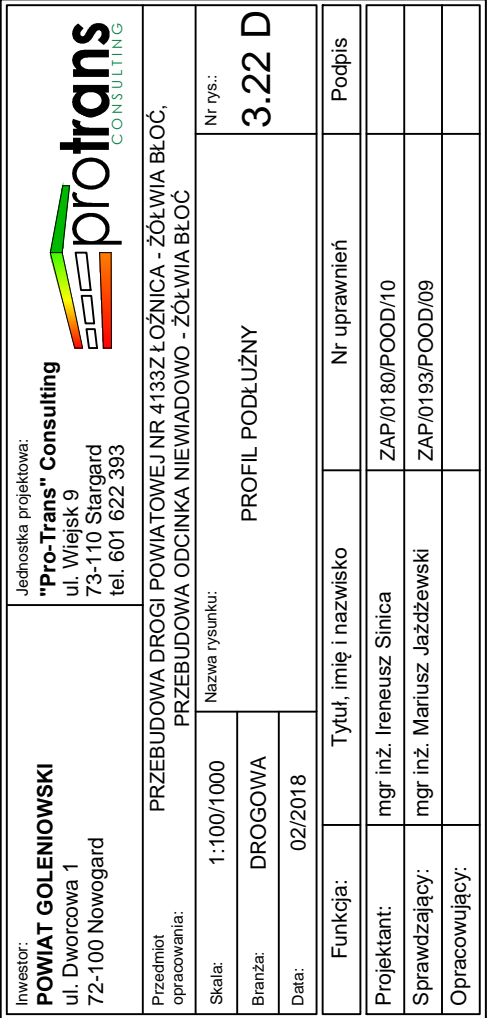 Inwestor:
POWIAT GOLENIOWSKI
ul. Dworcowa 1
72-100 Nowogard
Jednostka projektowa:
"Pro-Trans" Consulting
ul. Wiejsk 9
73-110 Stargard
tel. 601 622 393
protrans
CONSULTING
Przedmiot
opracowania:
PRZEBUDOWA DROGI POWIATOWEJ NR 4133Z ŁOŹNICA - ŻÓŁWIA BŁOĆ,
PRZEBUDOWA ODCINKA NIEWIADOWO - ŻÓŁWIA BŁOĆ
Skala: 1:100/1000
Branża: DROGOWA
Data: 02/2018
Nazwa rysunku:
PROFIL PODŁUŻNY
Nr rys.:
3.22 D
Funkcja: Tytuł, imię i nazwisko Nr uprawnień Podpis
Projektant: mgr inż. Ireneusz Sinica ZAP/0180/POOD/10
Sprawdzający: mgr inż. Mariusz Jażdżewski ZAP/0193/POOD/09
Opracowujący: